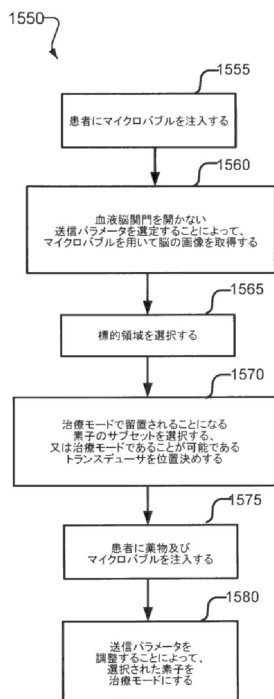 1550
1555
患者にマイクロバブルを注入する
1560
血液脳関門を開かない
送信パラメータを選定することによって、
マイクロバブルを用いて脳の画像を取得する
1565
標的領域を選択する
1570
治療モードで留置されることになる
素子のサブセットを選択する、
又は治療モードであることが可能である
トランスデューサを位置決めする
1575
患者に薬物及び
マイクロバブルを注入する
1580
送信パラメータを
調整することによって、
選択された素子を
治療モードにする